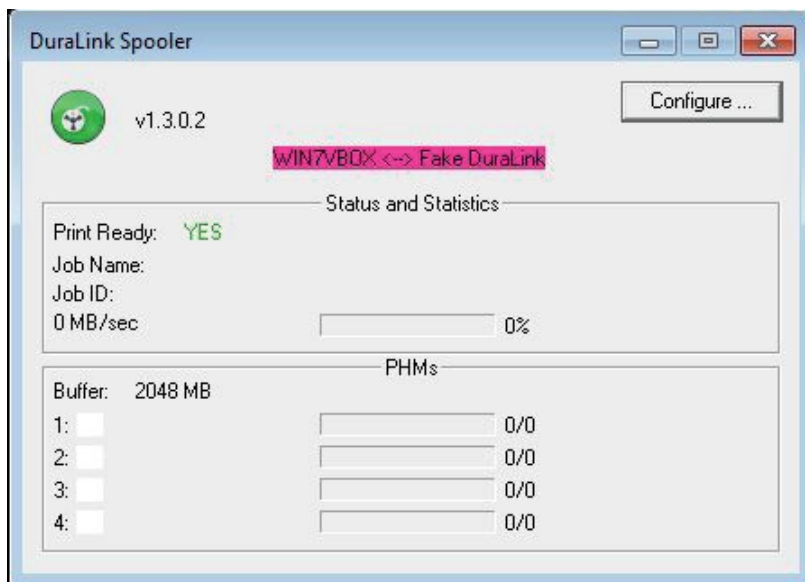 DuraLink Spooler
v1.3.0.2
Configure ...
WIN7VBOX <--> Fake DuraLink
Status and Statistics
Print Ready: YES
Job Name:
Job ID:
0 MB/sec 0%
PHMs
Buffer: 2048 MB
1: 0/0
2: 0/0
3: 0/0
4: 0/0